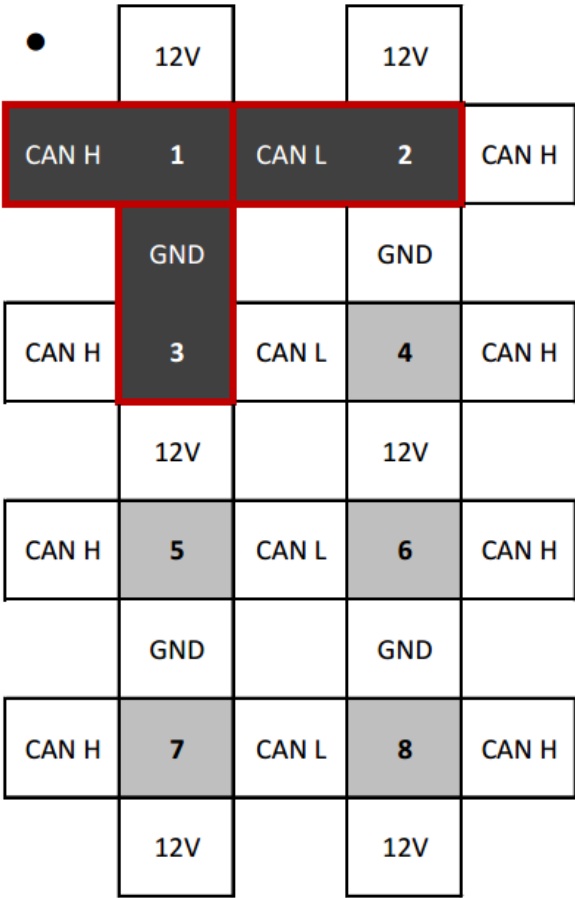 12V 12V
CAN H 1 CAN L 2 CAN H
GND GND
CAN H 3 CAN L 4 CAN H
12V 12V
CAN H 5 CAN L 6 CAN H
GND GND
CAN H 7 CAN L 8 CAN H
12V 12V